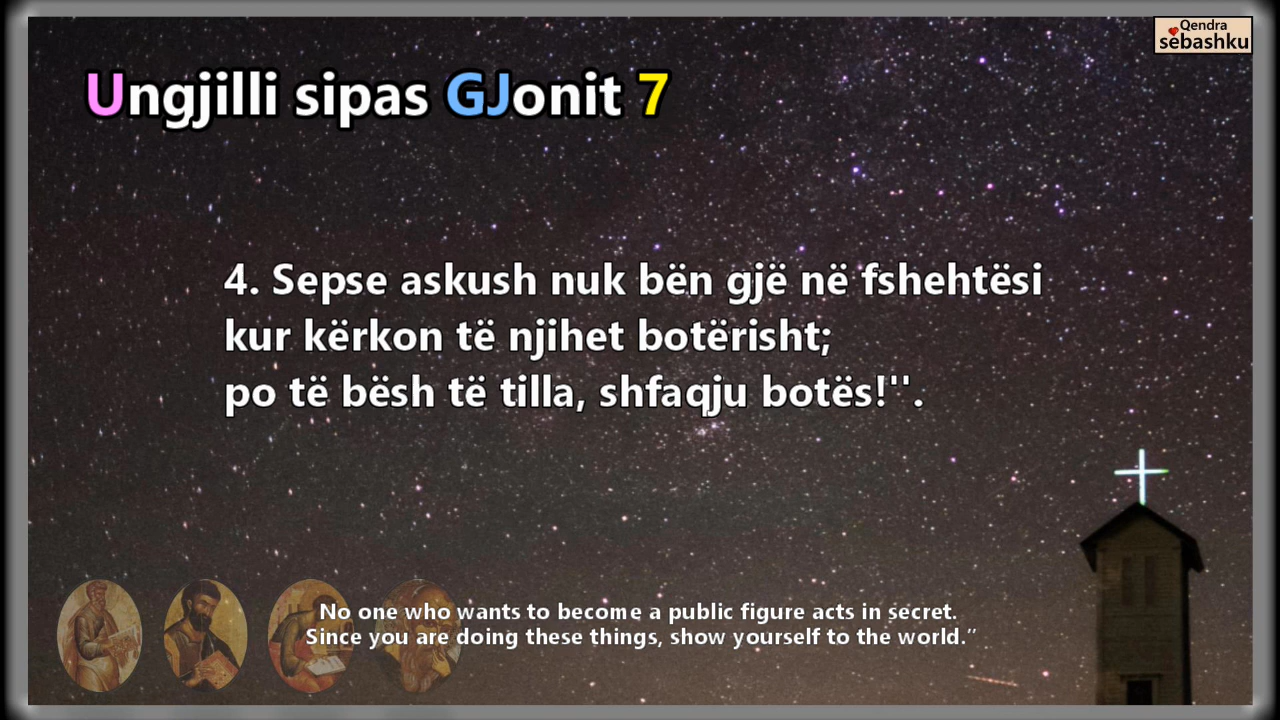 Qendra
sebashku
Ungjilli sipas GJonit 7
4. Sepse askush nuk bën gjë në fshehtësi
kur kërkon të njihet botërisht;
po të bësh të tilla, shfaqju botës!''.
No one who wants to become a public figure acts in secret.
Since you are doing these things, show yourself to the world.”